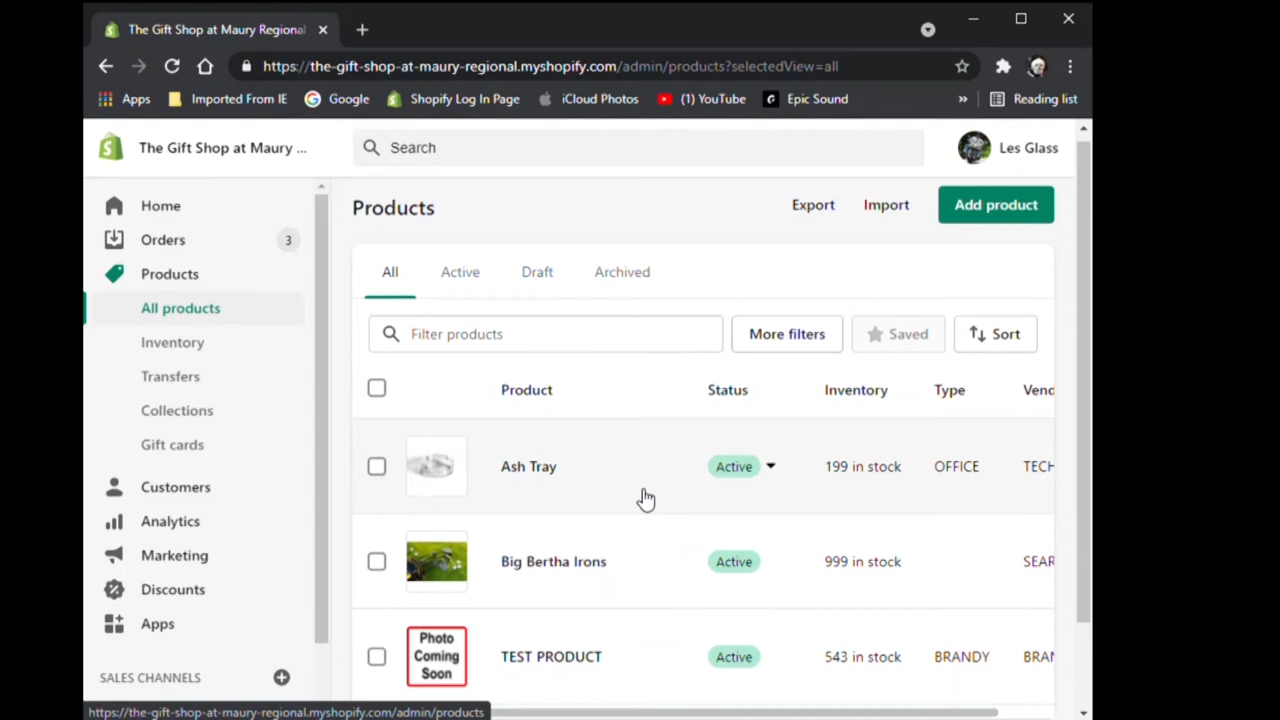 The Gift Shop at Maury Regional
https://the-gift-shop-at-maury-regional.myshopify.com/admin/products?selectedView=all
Apps Imported From IE Google Shopify Log In Page iCloud Photos (1) YouTube Epic Sound » Reading list
The Gift Shop at Maury ... Search Les Glass
Home
Orders 3
Products
All products
Inventory
Transfers
Collections
Gift cards
Customers
Analytics
Marketing
Discounts
Apps
SALES CHANNELS
Products Export Import Add product
All Active Draft Archived
Filter products More filters Saved Sort
Product Status Inventory Type Vend
Ash Tray Active 199 in stock OFFICE TECH
Big Bertha Irons Active 999 in stock SEAR
Photo
Coming
Soon
TEST PRODUCT Active 543 in stock BRANDY BRAN
https://the-gift-shop-at-maury-regional.myshopify.com/admin/products